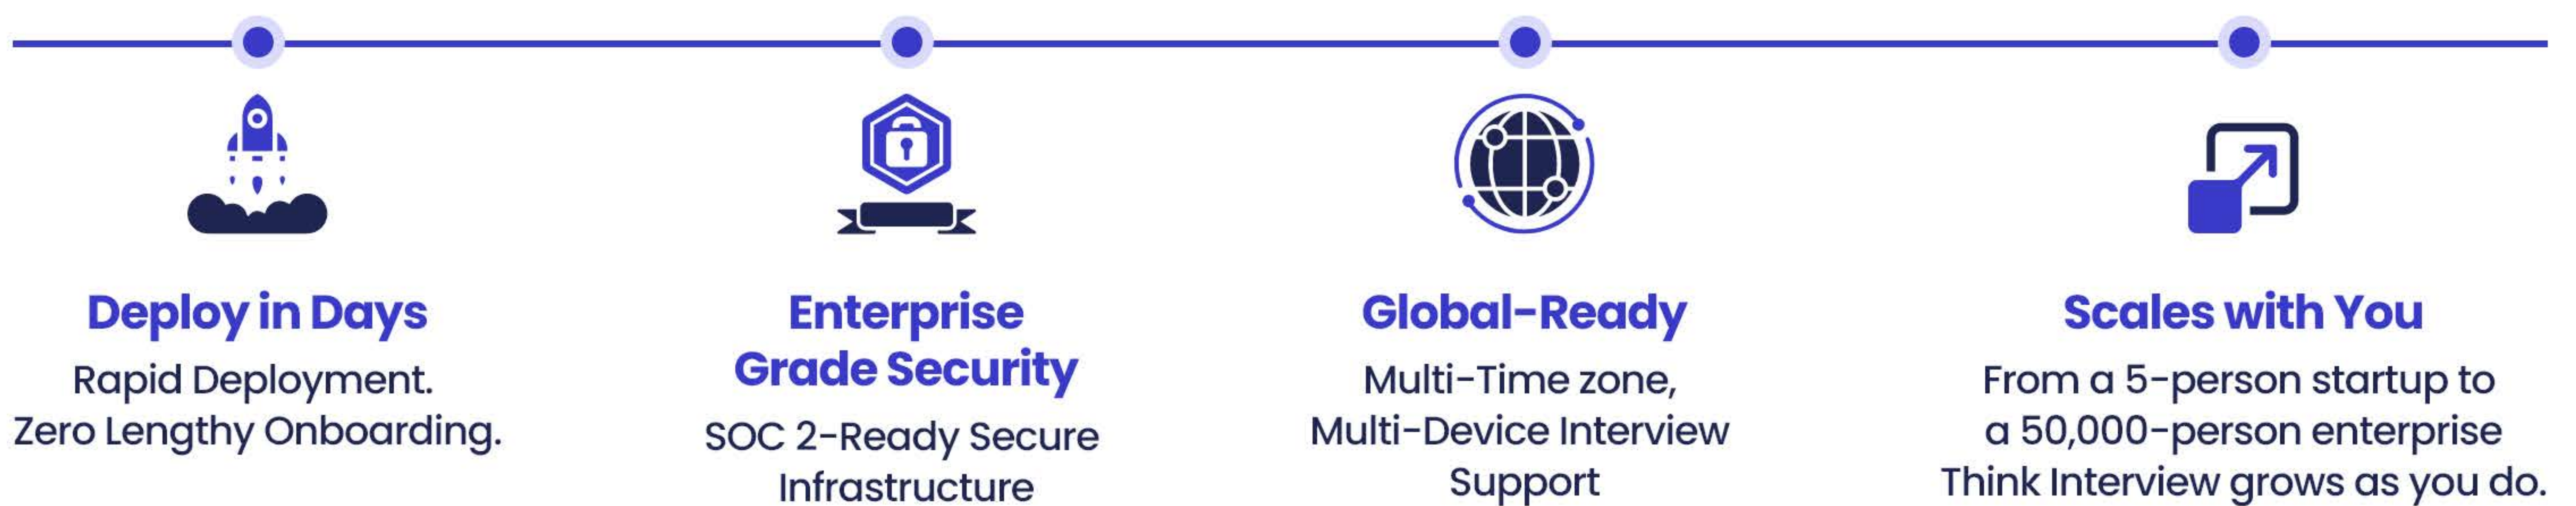 Deploy in Days
Rapid Deployment.
Zero Lengthy Onboarding.
Enterprise
Grade Security
SOC 2-Ready Secure
Infrastructure
Global-Ready
Multi-Time zone,
Multi-Device Interview
Support
Scales with You
From a 5-person startup to
a 50,000-person enterprise
Think Interview grows as you do.